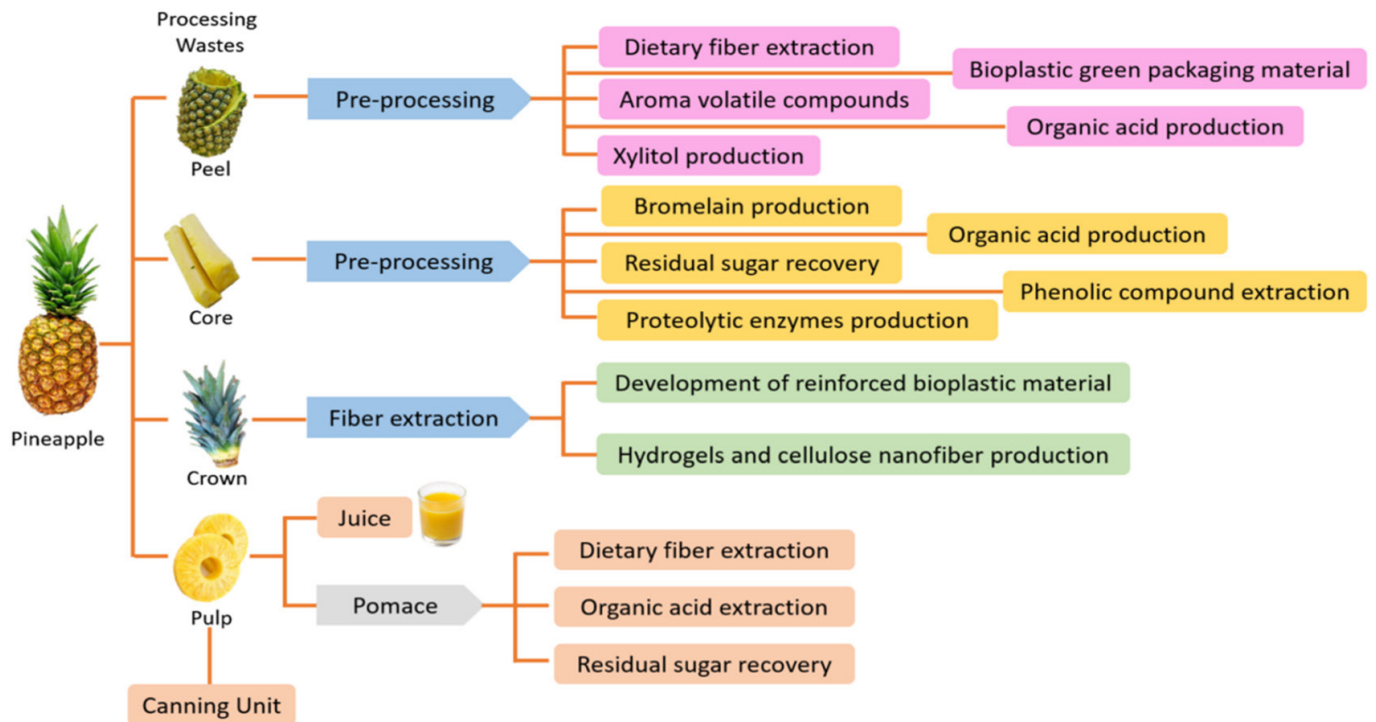 Processing
Wastes
Peel
Pre-processing
Dietary fiber extraction
Bioplastic green packaging material
Aroma volatile compounds
Organic acid production
Xylitol production
Core
Pre-processing
Bromelain production
Organic acid production
Residual sugar recovery
Phenolic compound extraction
Proteolytic enzymes production
Pineapple
Crown
Fiber extraction
Development of reinforced bioplastic material
Hydrogels and cellulose nanofiber production
Pulp
Juice
Pomace
Dietary fiber extraction
Organic acid extraction
Residual sugar recovery
Canning Unit